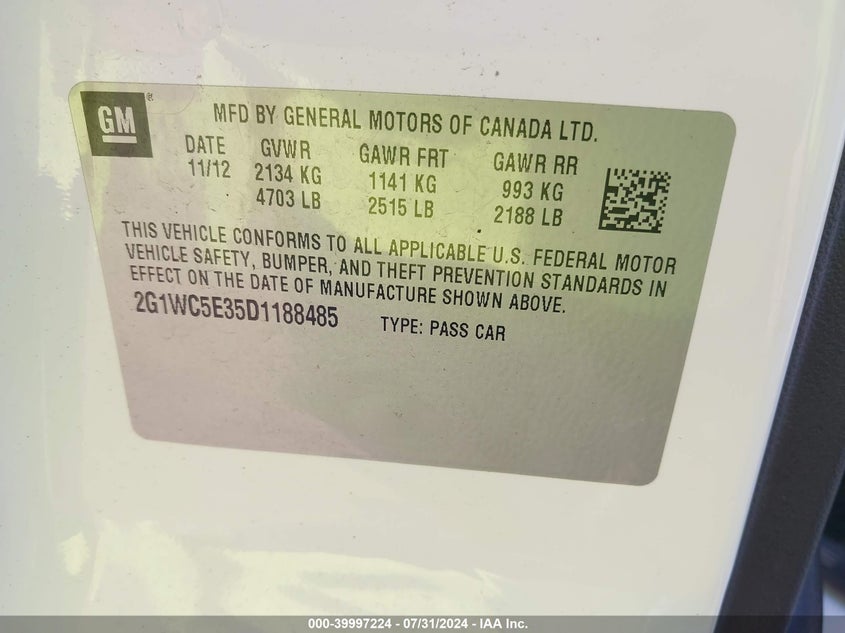 GM®
MFD BY GENERAL MOTORS OF CANADA LTD.
DATE GVWR GAWR FRT GAWR RR
11/12 2134 KG 1141 KG 993 KG
4703 LB 2515 LB 2188 LB
THIS VEHICLE CONFORMS TO ALL APPLICABLE U.S. FEDERAL MOTOR
VEHICLE SAFETY, BUMPER, AND THEFT PREVENTION STANDARDS IN
EFFECT ON THE DATE OF MANUFACTURE SHOWN ABOVE.
2G1WC5E35D1188485 TYPE: PASS CAR
000-39997224 - 07/31/2024 - IAA Inc.